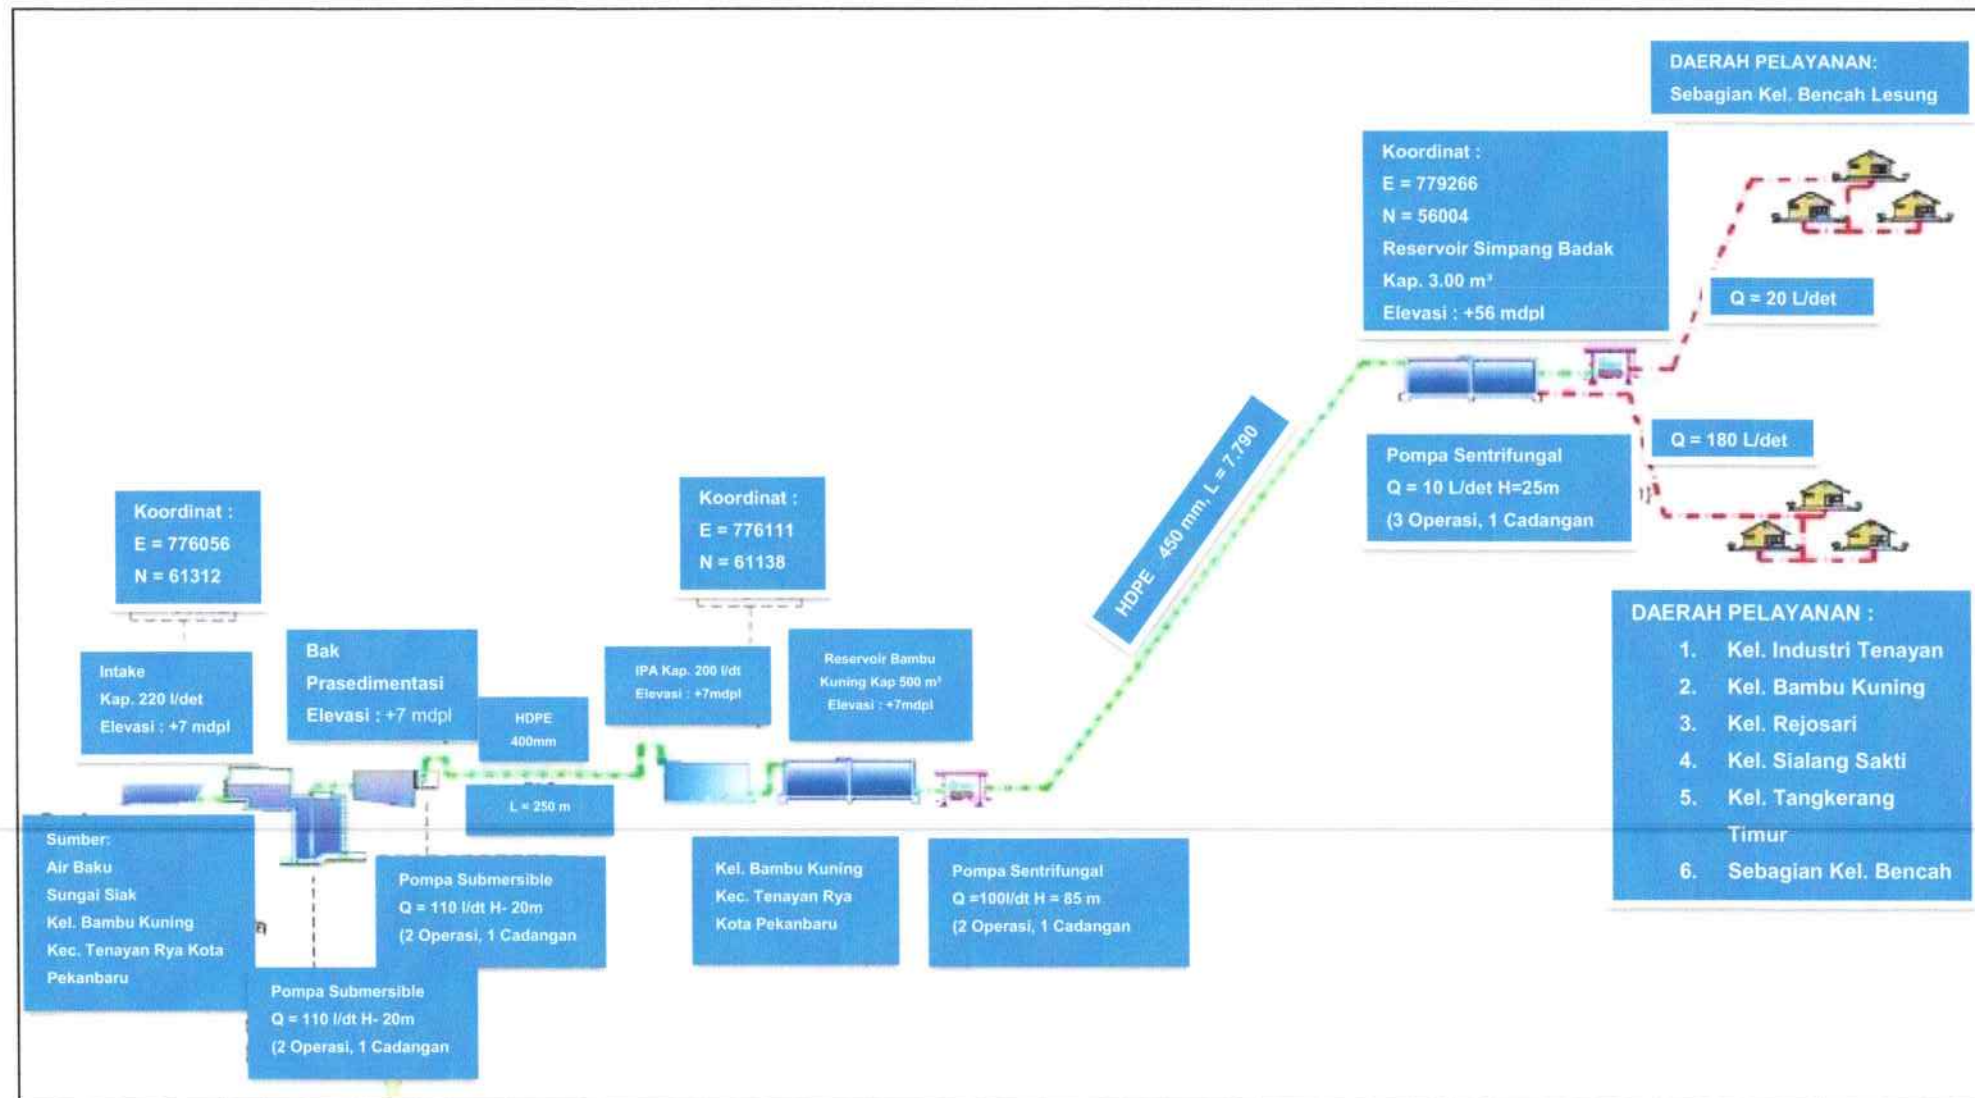 DAERAH PELAYANAN:
Sebagian Kel. Bencah Lesung
Koordinat :
E = 779266
N = 56004
Reservoir Simpang Badak
Kap. 3.00 m³
Elevasi : +56 mdpl
Q = 20 L/det
Q = 180 L/det
Pompa Sentrifungal
Q = 10 L/det H=25m
(3 Operasi, 1 Cadangan
HDPE 450 mm, L = 7.790
Koordinat :
E = 776056
N = 61312
Koordinat :
E = 776111
N = 61138
Intake
Kap. 220 l/det
Elevasi : +7 mdpl
Bak
Prasedimentasi
Elevasi : +7 mdpl
HDPE
400mm
L = 250 m
IPA Kap. 200 l/dt
Elevasi : +7mdpl
Reservoir Bambu
Kuning Kap 500 m³
Elevasi : +7mdpl
DAERAH PELAYANAN :
1. Kel. Industri Tenayan
2. Kel. Bambu Kuning
3. Kel. Rejosari
4. Kel. Sialang Sakti
5. Kel. Tangkerang
Timur
6. Sebagian Kel. Bencah
Sumber:
Air Baku
Sungai Siak
Kel. Bambu Kuning
Kec. Tenayan Rya Kota
Pekanbaru
Pompa Submersible
Q = 110 l/dt H- 20m
(2 Operasi, 1 Cadangan
Pompa Submersible
Q = 110 l/dt H- 20m
(2 Operasi, 1 Cadangan
Kel. Bambu Kuning
Kec. Tenayan Rya
Kota Pekanbaru
Pompa Sentrifungal
Q =100l/dt H = 85 m
(2 Operasi, 1 Cadangan